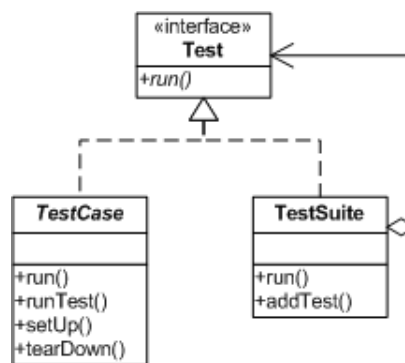 «interface»
Test
+run()
TestCase
+run()
+runTest()
+setUp()
+tearDown()
TestSuite
+run()
+addTest()